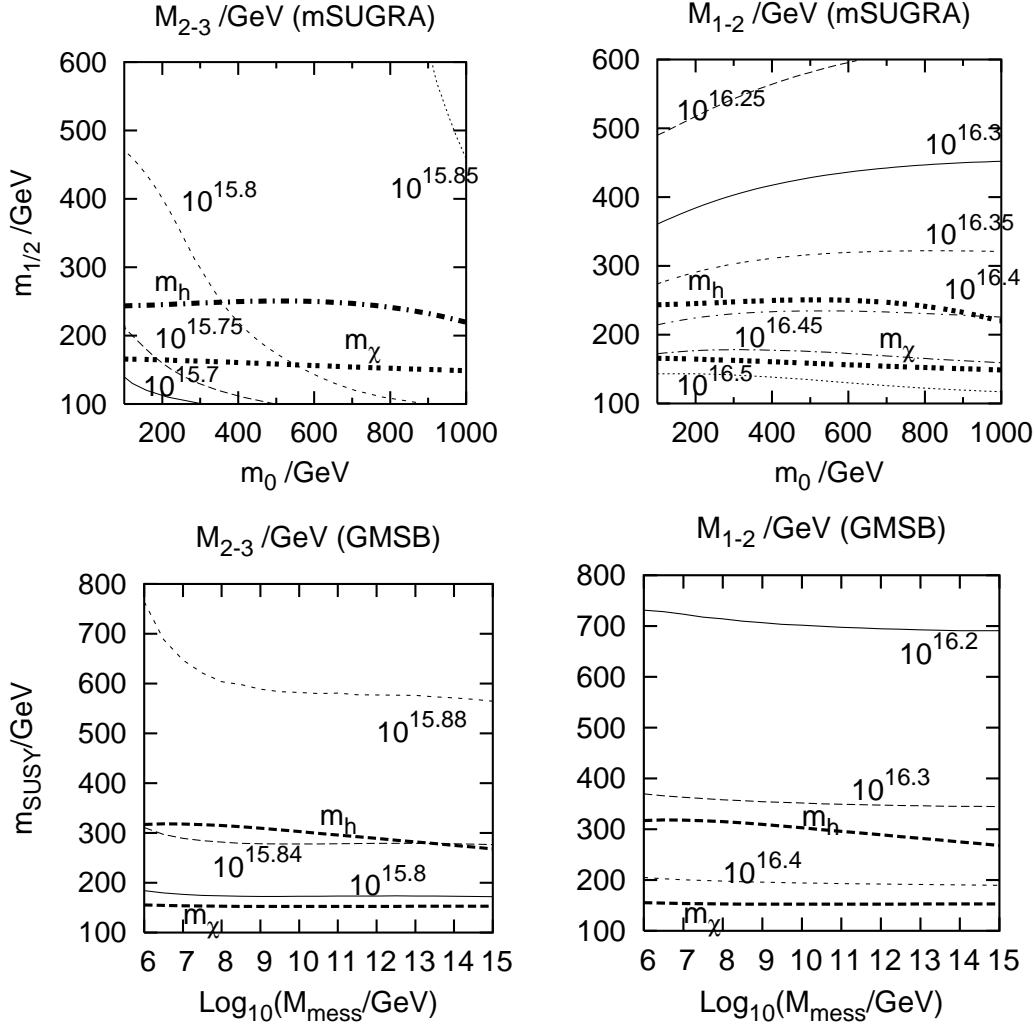 M2-3 /GeV (mSUGRA)
600
500
400
300
200
100
m1/2 /GeV
10^15.85
10^15.8
mh
10^15.75
mχ
10^15.7
200 400 600 800 1000
m0 /GeV
M1-2 /GeV (mSUGRA)
600
500
400
300
200
100
10^16.25
10^16.3
10^16.35
10^16.4
mh
10^16.45
mχ
10^16.5
200 400 600 800 1000
m0 /GeV
M2-3 /GeV (GMSB)
800
700
600
500
400
300
200
100
mSUSY/GeV
10^15.88
mh
10^15.84
10^15.8
mχ
6 7 8 9 10 11 12 13 14 15
Log10(Mmess/GeV)
M1-2 /GeV (GMSB)
800
700
600
500
400
300
200
100
10^16.2
10^16.3
mh
10^16.4
mχ
6 7 8 9 10 11 12 13 14 15
Log10(Mmess/GeV)